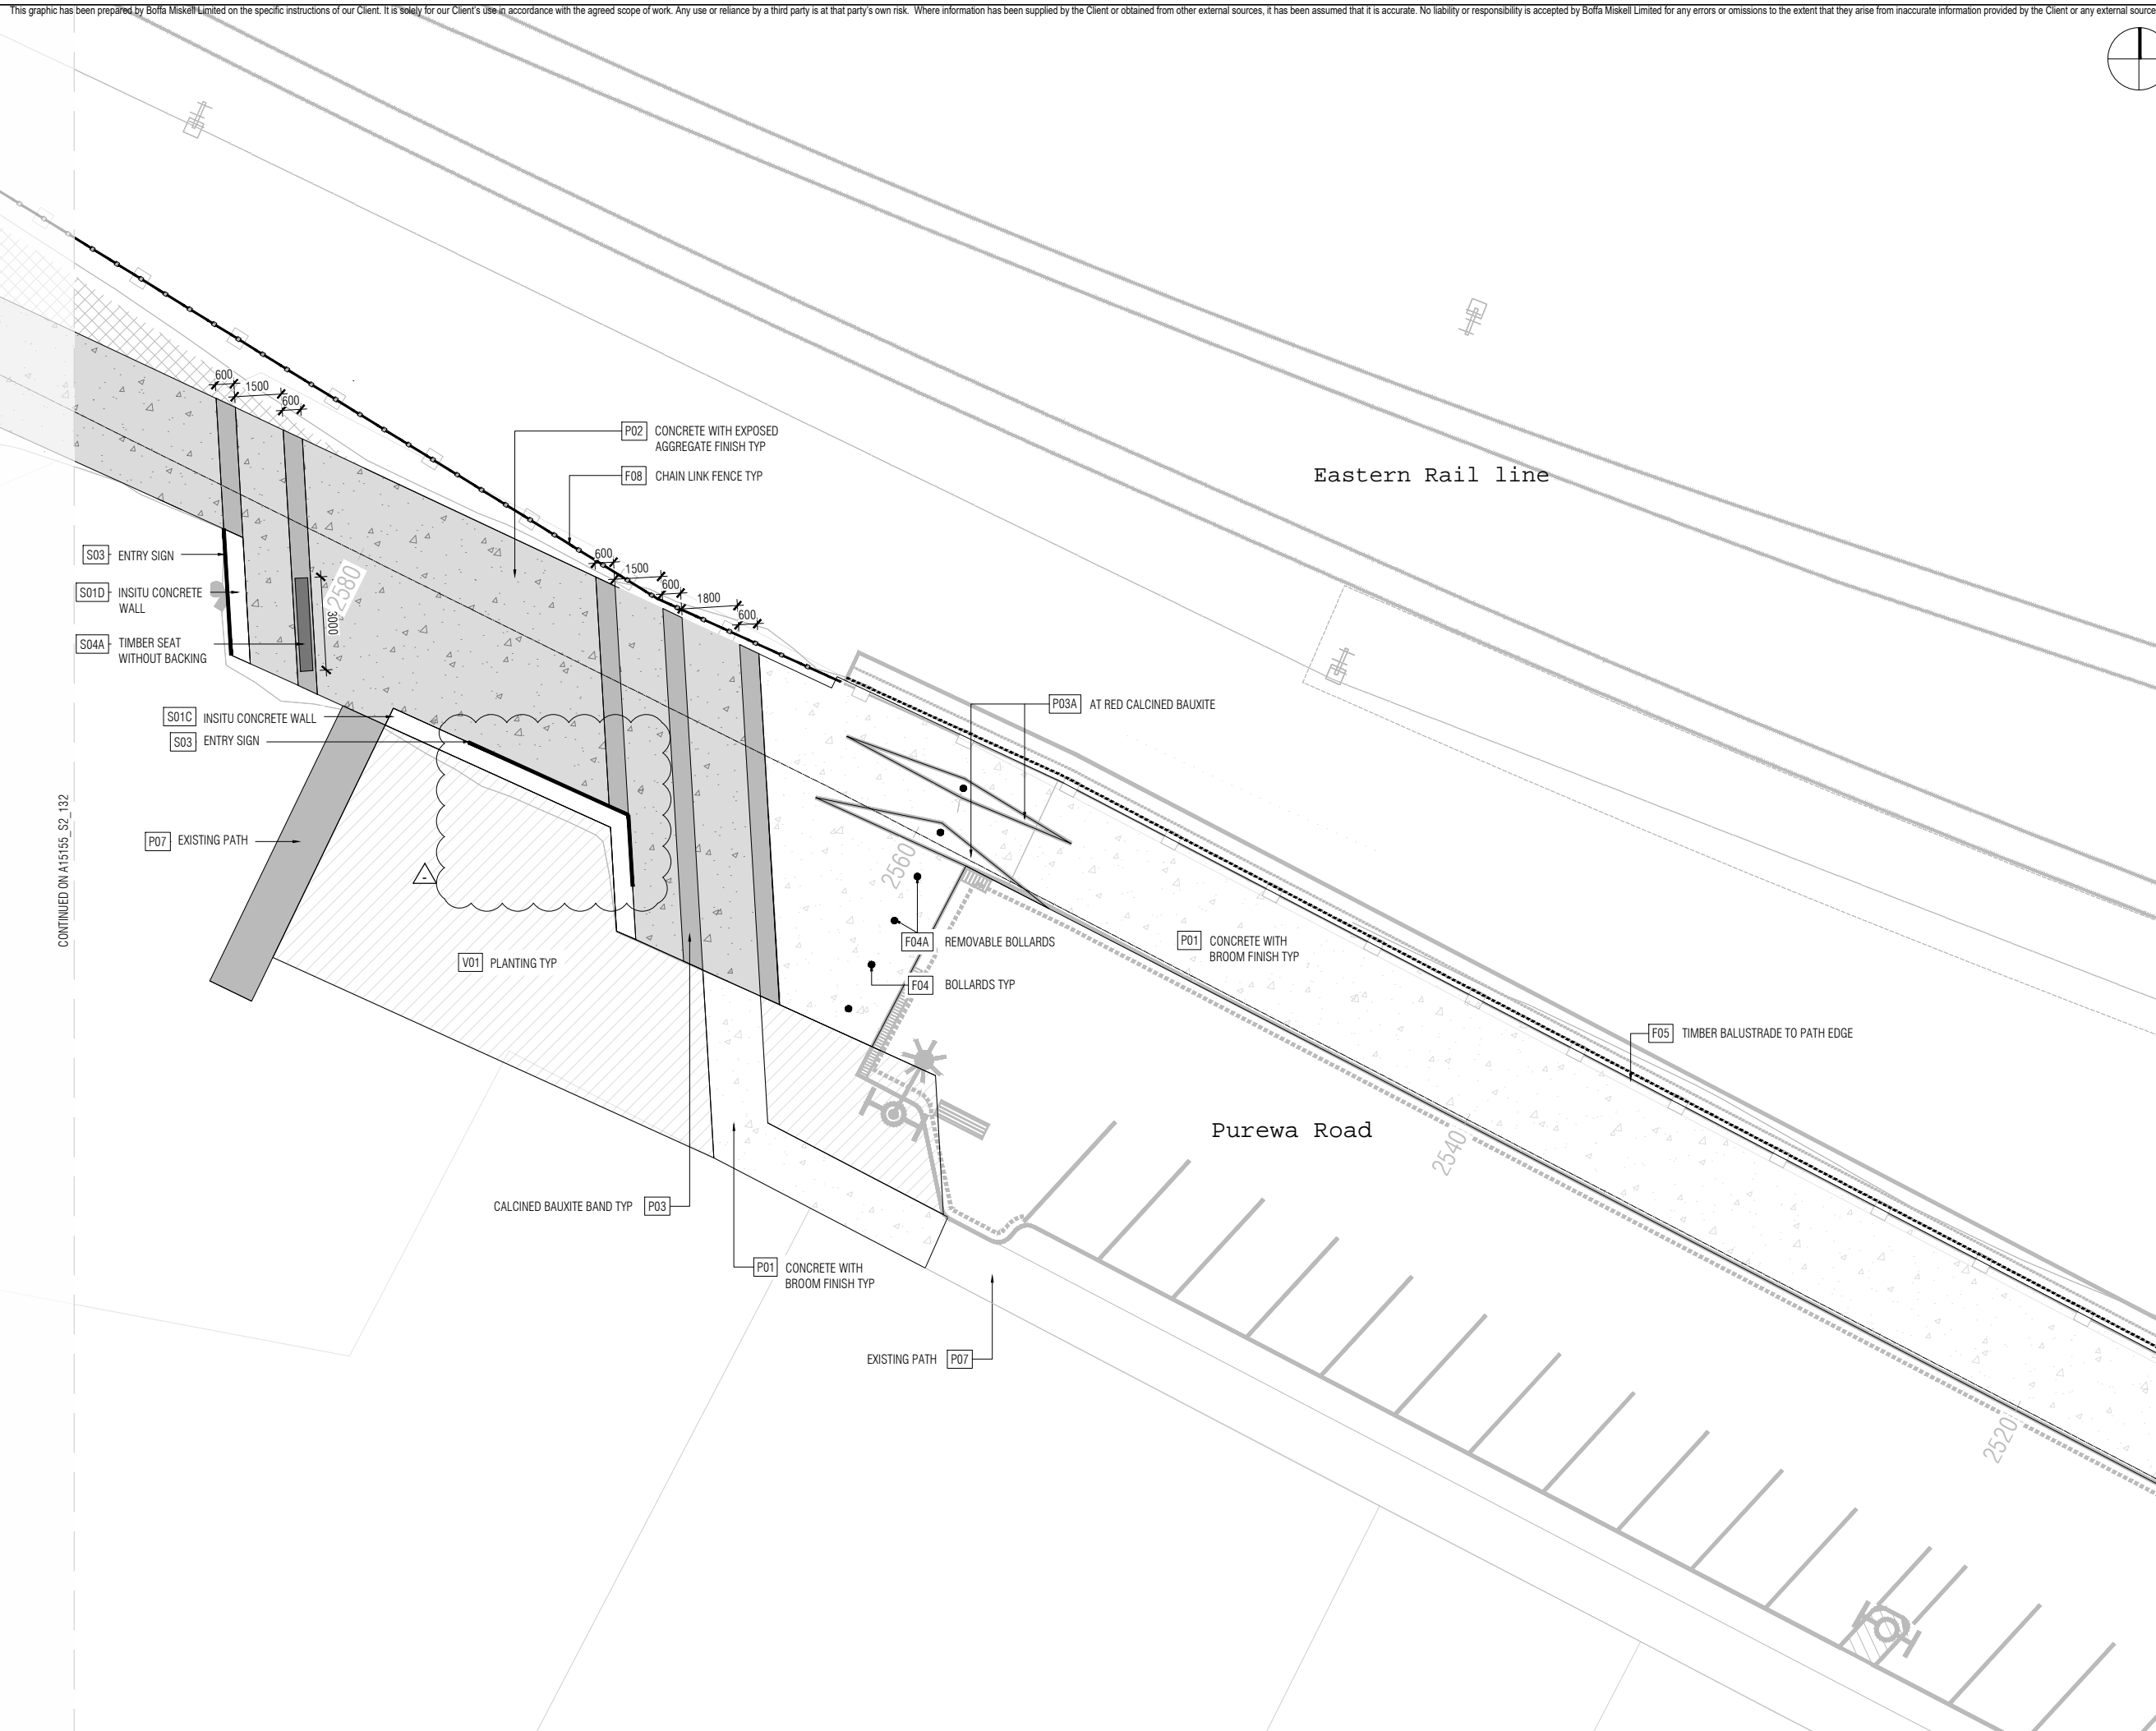 This graphic has been prepared by Boffa Miskell Limited on the specific instructions of our Client. It is solely for our Client's use in accordance with the agreed scope of work. Any use or reliance by a third party is at that party's own risk.  Where information has been supplied by the Client or obtained from other external sources, it has been assumed that it is accurate. No liability or responsibility is accepted by Boffa Miskell Limited for any errors or omissions to the extent that they arise from inaccurate information provided by the Client or any external source
600
1500
600
P02 CONCRETE WITH EXPOSED
AGGREGATE FINISH TYP
F08 CHAIN LINK FENCE TYP
Eastern Rail line
600
1500
600
1800
600
S03 ENTRY SIGN
S01D INSITU CONCRETE
WALL
S04A TIMBER SEAT
WITHOUT BACKING
2580
3000
S01C INSITU CONCRETE WALL
S03 ENTRY SIGN
P03A AT RED CALCINED BAUXITE
CONTINUED ON A15155_S2_132
P07 EXISTING PATH
-
2560
F04A REMOVABLE BOLLARDS
P01 CONCRETE WITH
BROOM FINISH TYP
V01 PLANTING TYP
F04 BOLLARDS TYP
F05 TIMBER BALUSTRADE TO PATH EDGE
Purewa Road
2540
CALCINED BAUXITE BAND TYP P03
P01 CONCRETE WITH
BROOM FINISH TYP
EXISTING PATH P07
2520